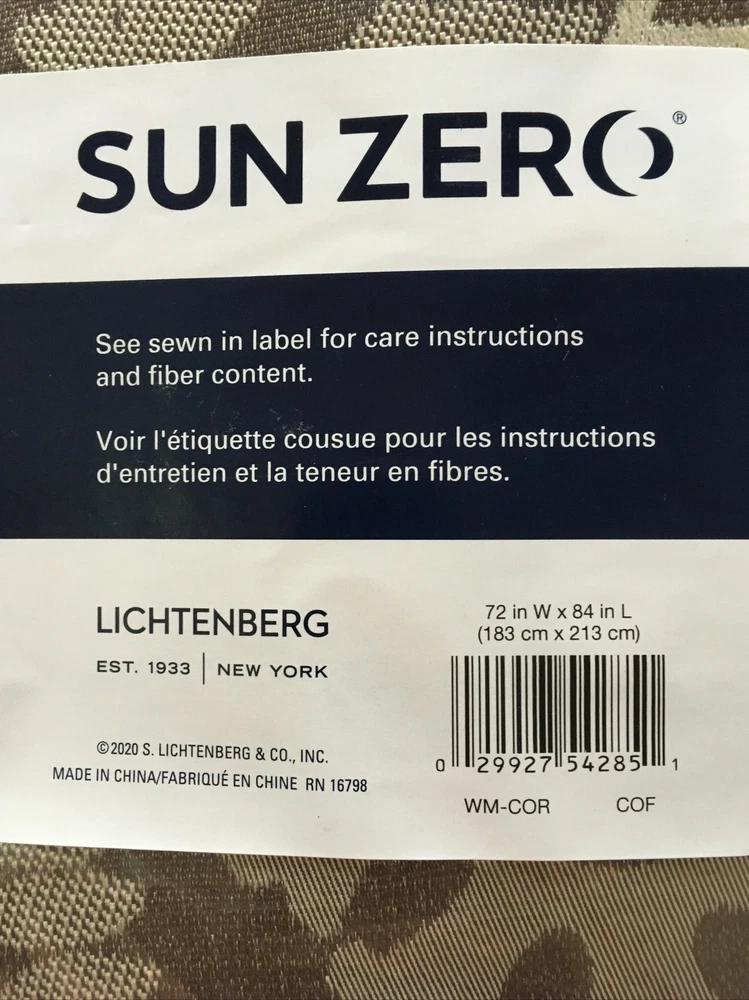 SUN ZERO®
See sewn in label for care instructions
and fiber content.
Voir l'étiquette cousue pour les instructions
d'entretien et la teneur en fibres.
LICHTENBERG
EST. 1933 | NEW YORK
©2020 S. LICHTENBERG & CO., INC.
MADE IN CHINA/FABRIQUÉ EN CHINE RN 16798
72 in W x 84 in L
(183 cm x 213 cm)
0 29927 54285 1
WM-COR COF